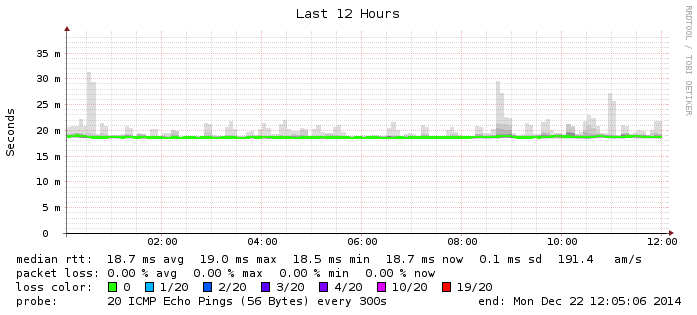 Last 12 Hours
RRDTOOL / TOBI OETIKER
Seconds
35 m
30 m
25 m
20 m
15 m
10 m
5 m
0
02:00 04:00 06:00 08:00 10:00 12:00
median rtt: 18.7 ms avg 19.0 ms max 18.5 ms min 18.7 ms now 0.1 ms sd 191.4 am/s
packet loss: 0.00 % avg 0.00 % max 0.00 % min 0.00 % now
loss color: 0 1/20 2/20 3/20 4/20 10/20 19/20
probe: 20 ICMP Echo Pings (56 Bytes) every 300s end: Mon Dec 22 12:05:06 2014